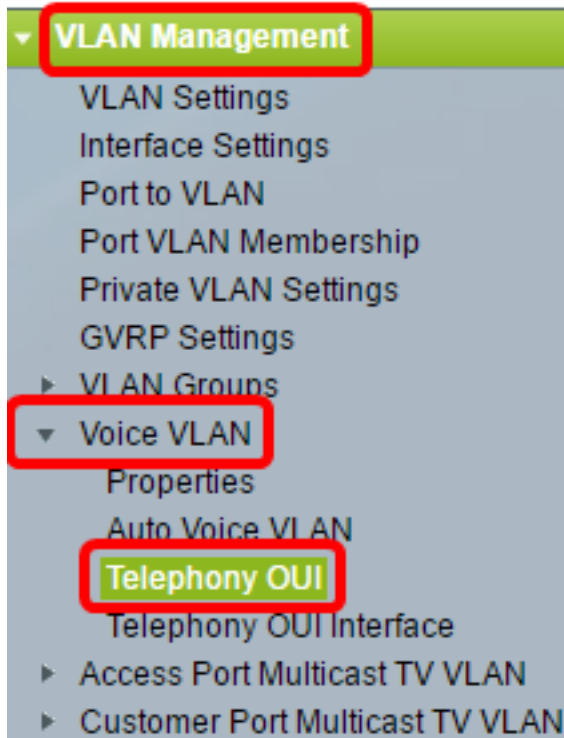 VLAN Management
VLAN Settings
Interface Settings
Port to VLAN
Port VLAN Membership
Private VLAN Settings
GVRP Settings
VLAN Groups
Voice VLAN
Properties
Auto Voice VLAN
Telephony OUI
Telephony OUI Interface
Access Port Multicast TV VLAN
Customer Port Multicast TV VLAN